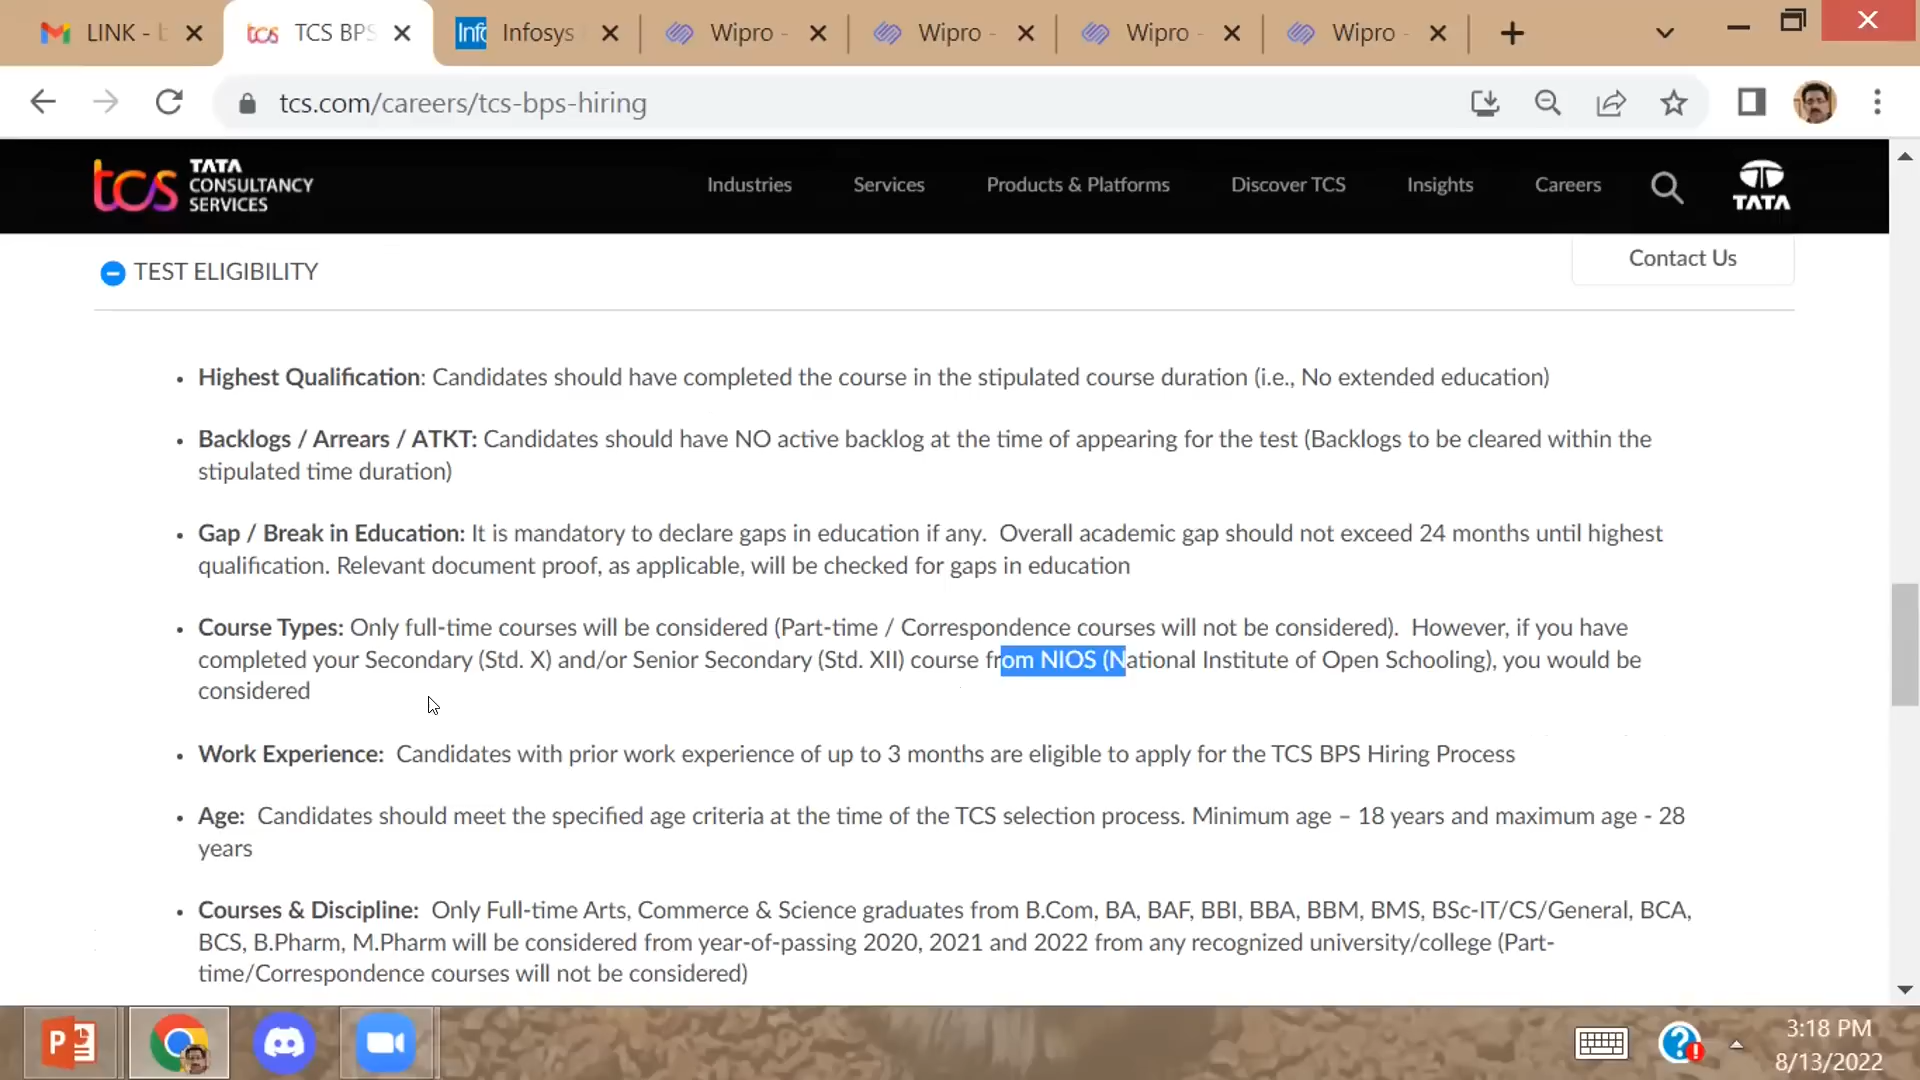 LINK -
TCS BPS
Infosys
Wipro -
Wipro -
Wipro -
Wipro -
tcs.com/careers/tcs-bps-hiring
tcs TATA
CONSULTANCY
SERVICES
Industries
Services
Products & Platforms
Discover TCS
Insights
Careers
TATA
TEST ELIGIBILITY
Contact Us
• Highest Qualification: Candidates should have completed the course in the stipulated course duration (i.e., No extended education)
• Backlogs / Arrears / ATKT: Candidates should have NO active backlog at the time of appearing for the test (Backlogs to be cleared within the
stipulated time duration)
• Gap / Break in Education: It is mandatory to declare gaps in education if any. Overall academic gap should not exceed 24 months until highest
qualification. Relevant document proof, as applicable, will be checked for gaps in education
• Course Types: Only full-time courses will be considered (Part-time / Correspondence courses will not be considered). However, if you have
completed your Secondary (Std. X) and/or Senior Secondary (Std. XII) course from NIOS (National Institute of Open Schooling), you would be
considered
• Work Experience: Candidates with prior work experience of up to 3 months are eligible to apply for the TCS BPS Hiring Process
• Age: Candidates should meet the specified age criteria at the time of the TCS selection process. Minimum age – 18 years and maximum age - 28
years
• Courses & Discipline: Only Full-time Arts, Commerce & Science graduates from B.Com, BA, BAF, BBI, BBA, BBM, BMS, BSc-IT/CS/General, BCA,
BCS, B.Pharm, M.Pharm will be considered from year-of-passing 2020, 2021 and 2022 from any recognized university/college (Part-
time/Correspondence courses will not be considered)
3:18 PM
8/13/2022